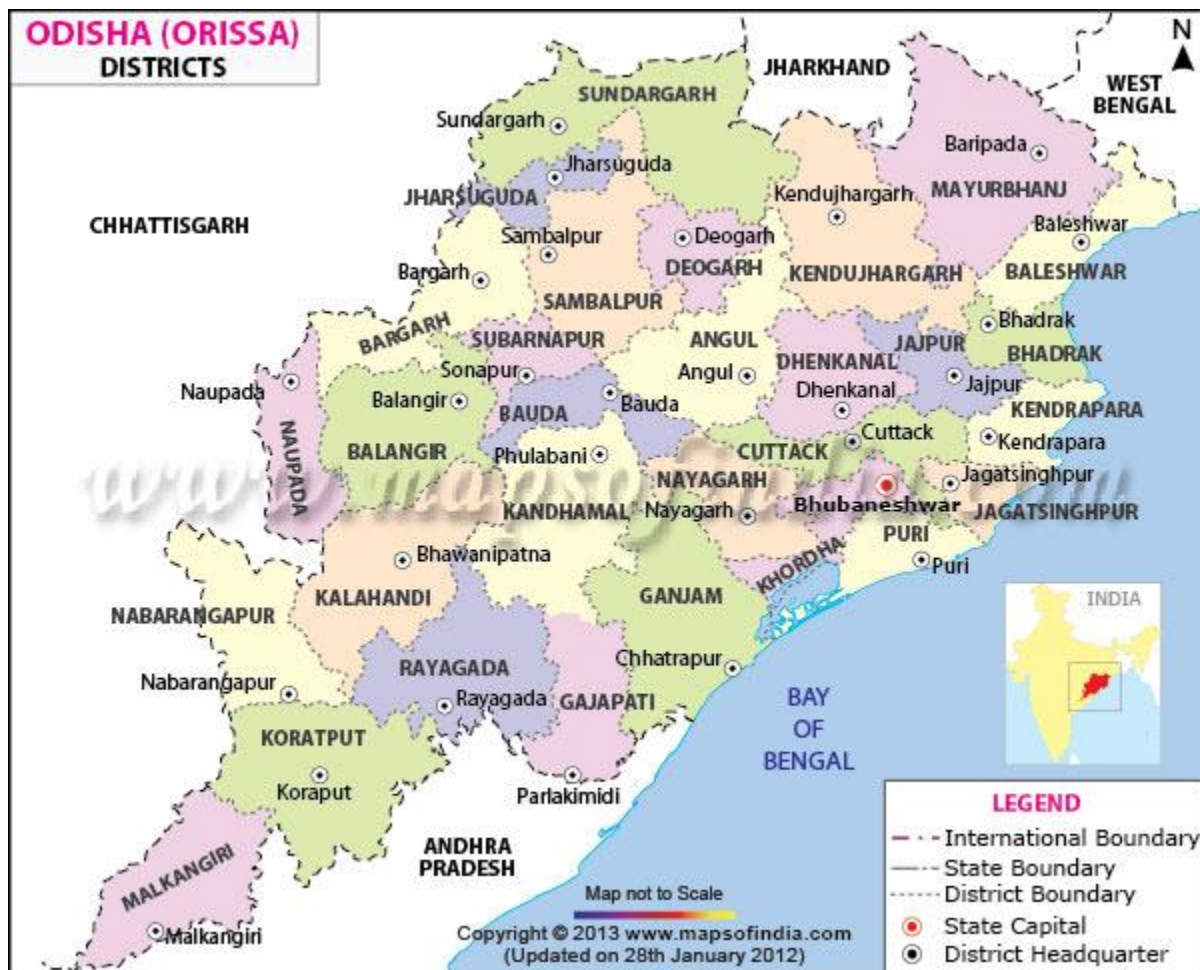 ODISHA (ORISSA)
DISTRICTS
N
JHARKHAND
WEST
BENGAL
SUNDARGARH
Sundargarh
Baripada
Jharsuguda
JHARSUGUDA
Kendujhargarh
MAYURBHANJ
CHHATTISGARH
Sambalpur
Deogarh
Baleshwar
Bargarh
DEOGARH
KENDUJHARGARH
BALESHWAR
SAMBALPUR
BARGARH
SUBARNAPUR
ANGUL
JAJPUR
Bhadrak
BHADRAK
Naupada
Sonapur
Angul
DHENKANAL
Jajpur
Balangir
BAUDA
Bauda
Dhenkanal
KENDRAPARA
NAUPADA
BALANGIR
Phulabani
CUTTACK
Cuttack
Kendrapara
www.mapsofindia.com
NAYAGARH
Jagatsinghpur
KANDHAMAL
Nayagarh
Bhubaneshwar
JAGATSINGHPUR
PURI
Bhawanipatna
KHORDHA
Puri
NABARANGAPUR
KALAHANDI
GANJAM
INDIA
RAYAGADA
Chhatrapur
Nabarangapur
Rayagada
GAJAPATI
BAY
OF
BENGAL
KORATPUT
Koraput
Parlakimidi
LEGEND
International Boundary
State Boundary
District Boundary
State Capital
District Headquarter
ANDHRA
PRADESH
MALKANGIRI
Malkangiri
Map not to Scale
Copyright © 2013 www.mapsofindia.com
(Updated on 28th January 2012)